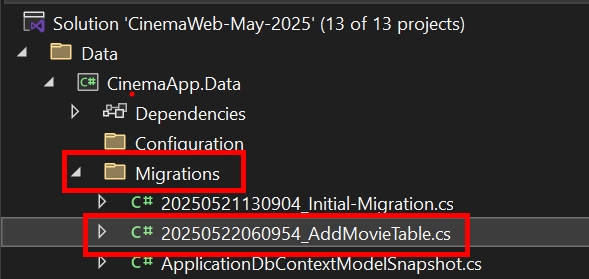 Solution 'CinemaWeb-May-2025' (13 of 13 projects)
Data
C# CinemaApp.Data
Dependencies
Configuration
Migrations
C# 20250521130904_Initial-Migration.cs
C# 20250522060954_AddMovieTable.cs
C# ApplicationDbContextModelSnapshot.cs